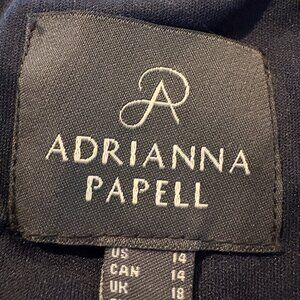 ADRIANNA
PAPELL
US 14
CAN 14
UK 18